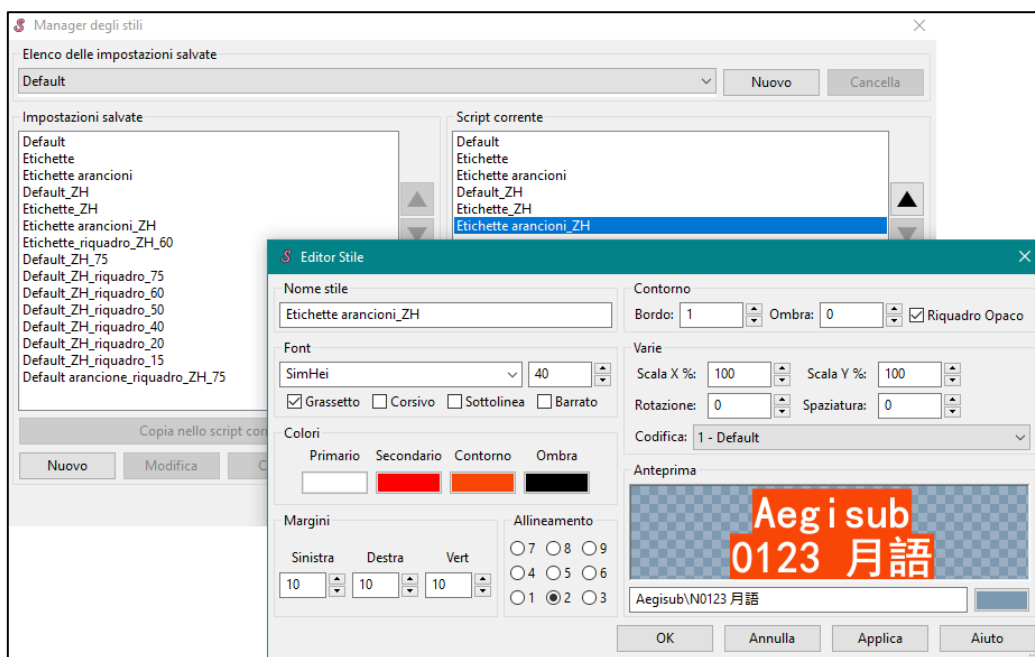 Manager degli stili
Elenco delle impostazioni salvate
Default
Nuovo
Cancella
Impostazioni salvate
Default
Etichette
Etichette arancioni
Default_ZH
Etichette_ZH
Etichette arancioni_ZH
Etichette_riquadro_ZH_60
Default_ZH_75
Default_ZH_riquadro_75
Default_ZH_riquadro_60
Default_ZH_riquadro_50
Default_ZH_riquadro_40
Default_ZH_riquadro_20
Default_ZH_riquadro_15
Default arancione_riquadro_ZH_75
Copia nello script corr
Nuovo
Modifica
C
Script corrente
Default
Etichette
Etichette arancioni
Default_ZH
Etichette_ZH
Etichette arancioni_ZH
Editor Stile
Nome stile
Etichette arancioni_ZH
Font
SimHei
40
Grassetto
Corsivo
Sottolinea
Barrato
Colori
Primario Secondario Contorno Ombra
Margini
Sinistra Destra Vert
10 10 10
Allineamento
7 8 9
4 5 6
1 2 3
Contorno
Bordo: 1 Ombra: 0 Riquadro Opaco
Varie
Scala X %: 100 Scala Y %: 100
Rotazione: 0 Spaziatura: 0
Codifica: 1 - Default
Anteprima
Aegisub
0123 月語
Aegisub\N0123 月語
OK
Annulla
Applica
Aiuto